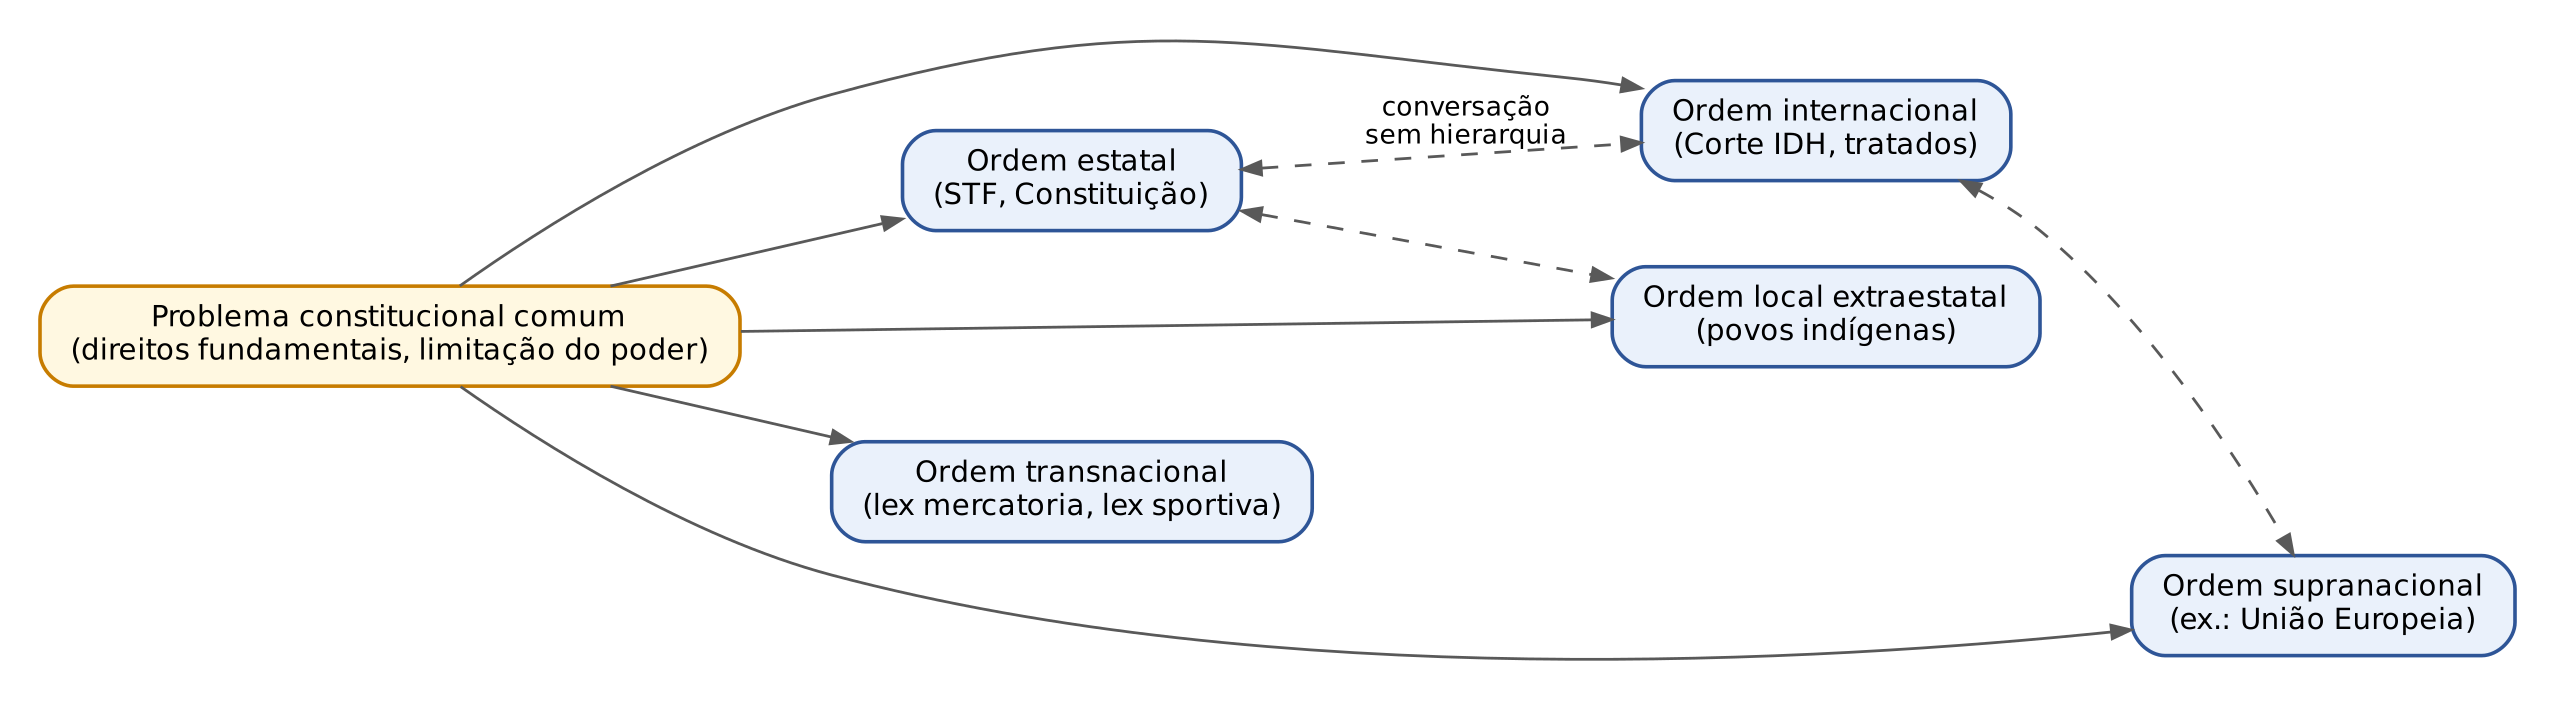 conversação
sem hierarquia
Ordem internacional
(Corte IDH, tratados)
Ordem estatal
(STF, Constituição)
Ordem local extraestatal
(povos indígenas)
Problema constitucional comum
(direitos fundamentais, limitação do poder)
Ordem transnacional
(lex mercatoria, lex sportiva)
Ordem supranacional
(ex.: União Europeia)